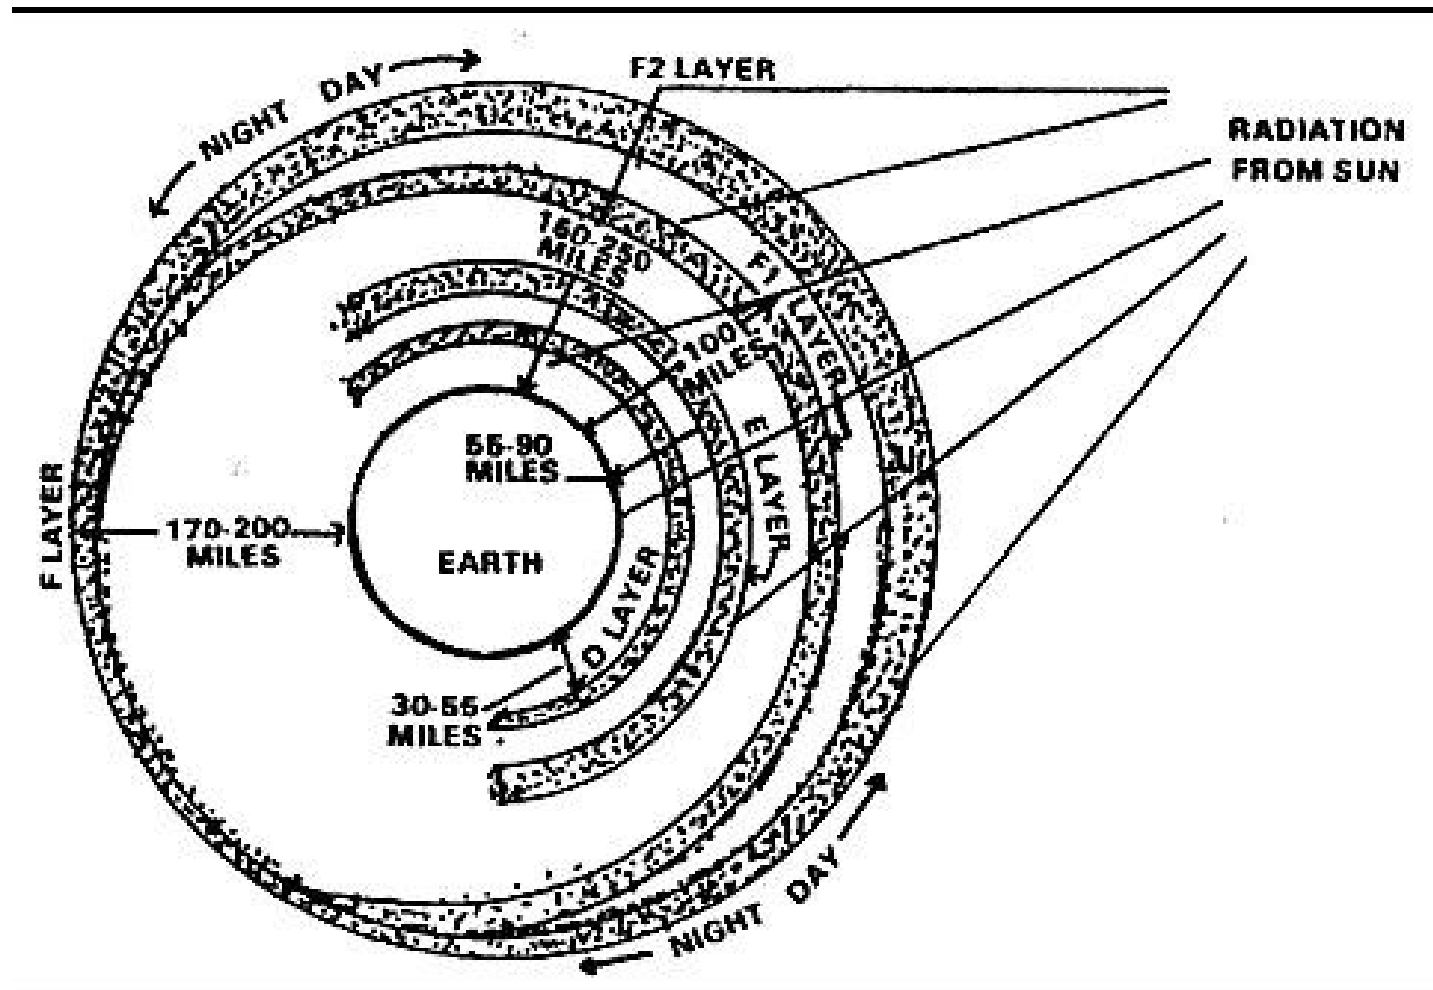 F2 LAYER
NIGHT DAY
RADIATION
FROM SUN
160-250
MILES
F1 LAYER
100
MILES
E LAYER
55-90
MILES
F LAYER
170-200
MILES
EARTH
D LAYER
30-55
MILES
NIGHT DAY